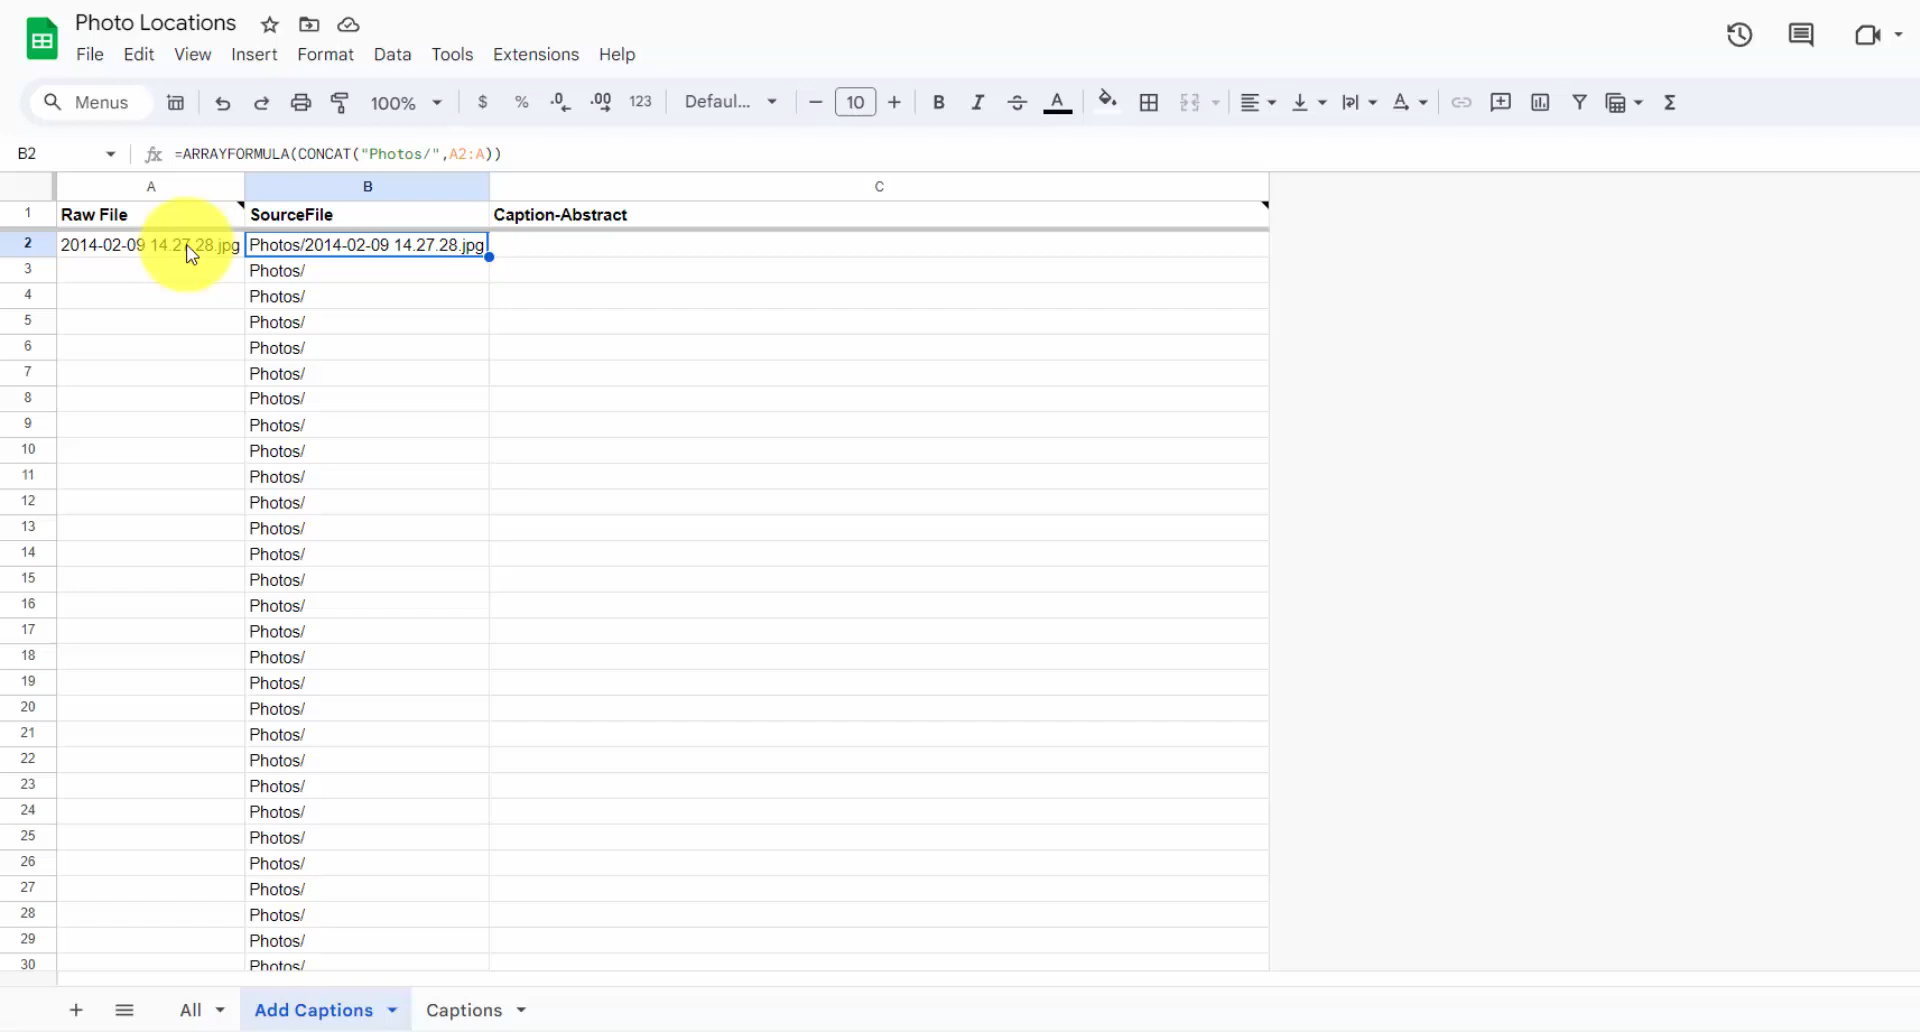 Photo Locations
File Edit View Insert Format Data Tools Extensions Help
Menus 100% $ % .0 .00 123 Defaul... 10 B I A Σ
B2 fx =ARRAYFORMULA(CONCAT("Photos/",A2:A))
A B C
1 Raw File SourceFile Caption-Abstract
2 2014-02-09 14.27.28.jpg Photos/2014-02-09 14.27.28.jpg
3 Photos/
4 Photos/
5 Photos/
6 Photos/
7 Photos/
8 Photos/
9 Photos/
10 Photos/
11 Photos/
12 Photos/
13 Photos/
14 Photos/
15 Photos/
16 Photos/
17 Photos/
18 Photos/
19 Photos/
20 Photos/
21 Photos/
22 Photos/
23 Photos/
24 Photos/
25 Photos/
26 Photos/
27 Photos/
28 Photos/
29 Photos/
30 Photos/
All Add Captions Captions